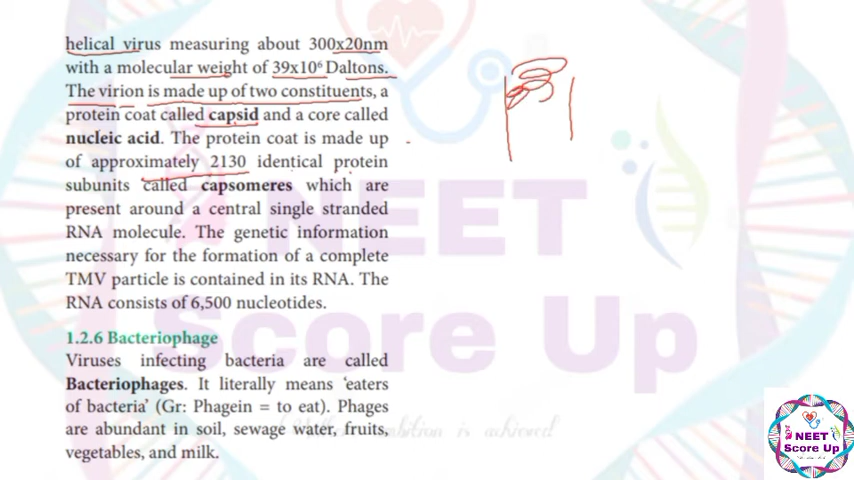 helical virus measuring about 300x20nm
with a molecular weight of 39x10⁶ Daltons.
The virion is made up of two constituents, a
protein coat called capsid and a core called
nucleic acid. The protein coat is made up
of approximately 2130 identical protein
subunits called capsomeres which are
present around a central single stranded
RNA molecule. The genetic information
necessary for the formation of a complete
TMV particle is contained in its RNA. The
RNA consists of 6,500 nucleotides.
1.2.6 Bacteriophage
Viruses infecting bacteria are called
Bacteriophages. It literally means ‘eaters
of bacteria’ (Gr: Phagein = to eat). Phages
are abundant in soil, sewage water, fruits,
vegetables, and milk.
NEET
Score Up
is achieved
NEET
Score Up